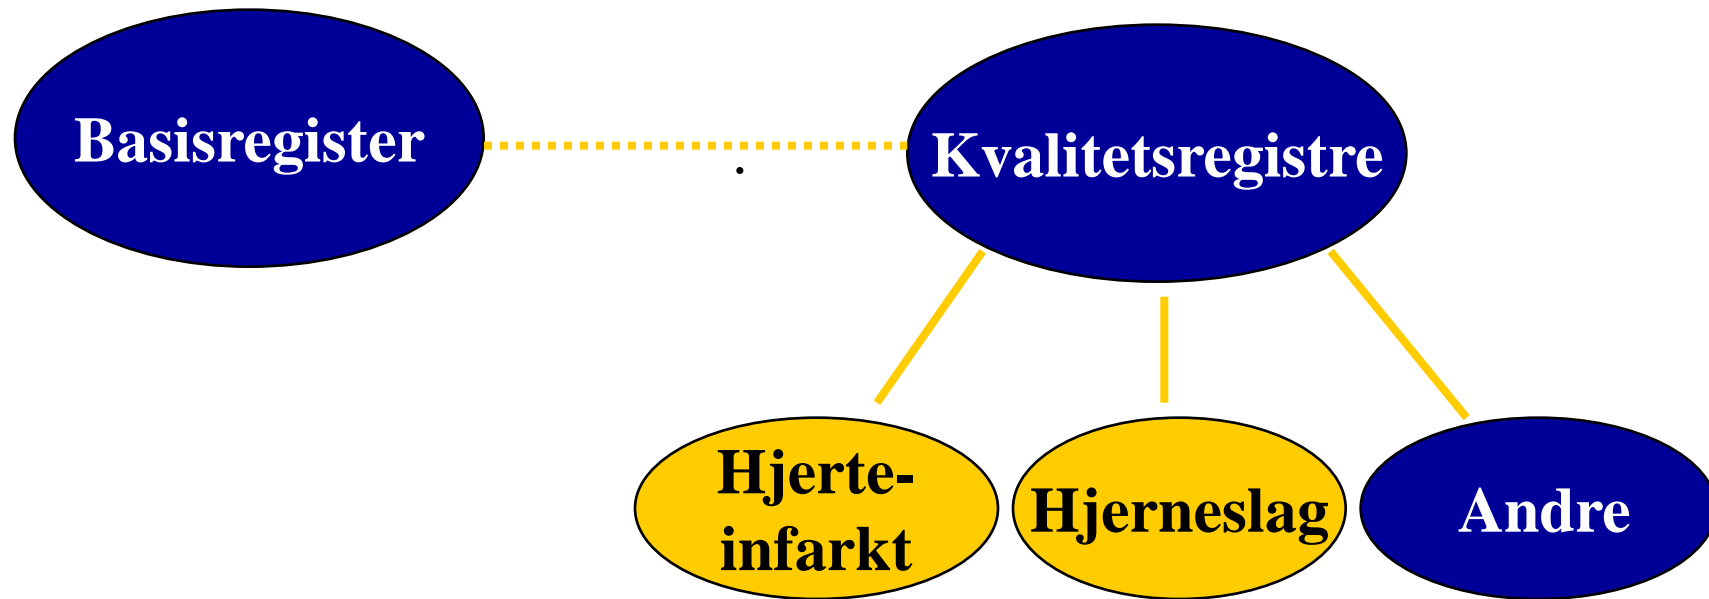 Basisregister
Kvalitetsregistre
.
Hjerte-
infarkt
Hjerneslag
Andre